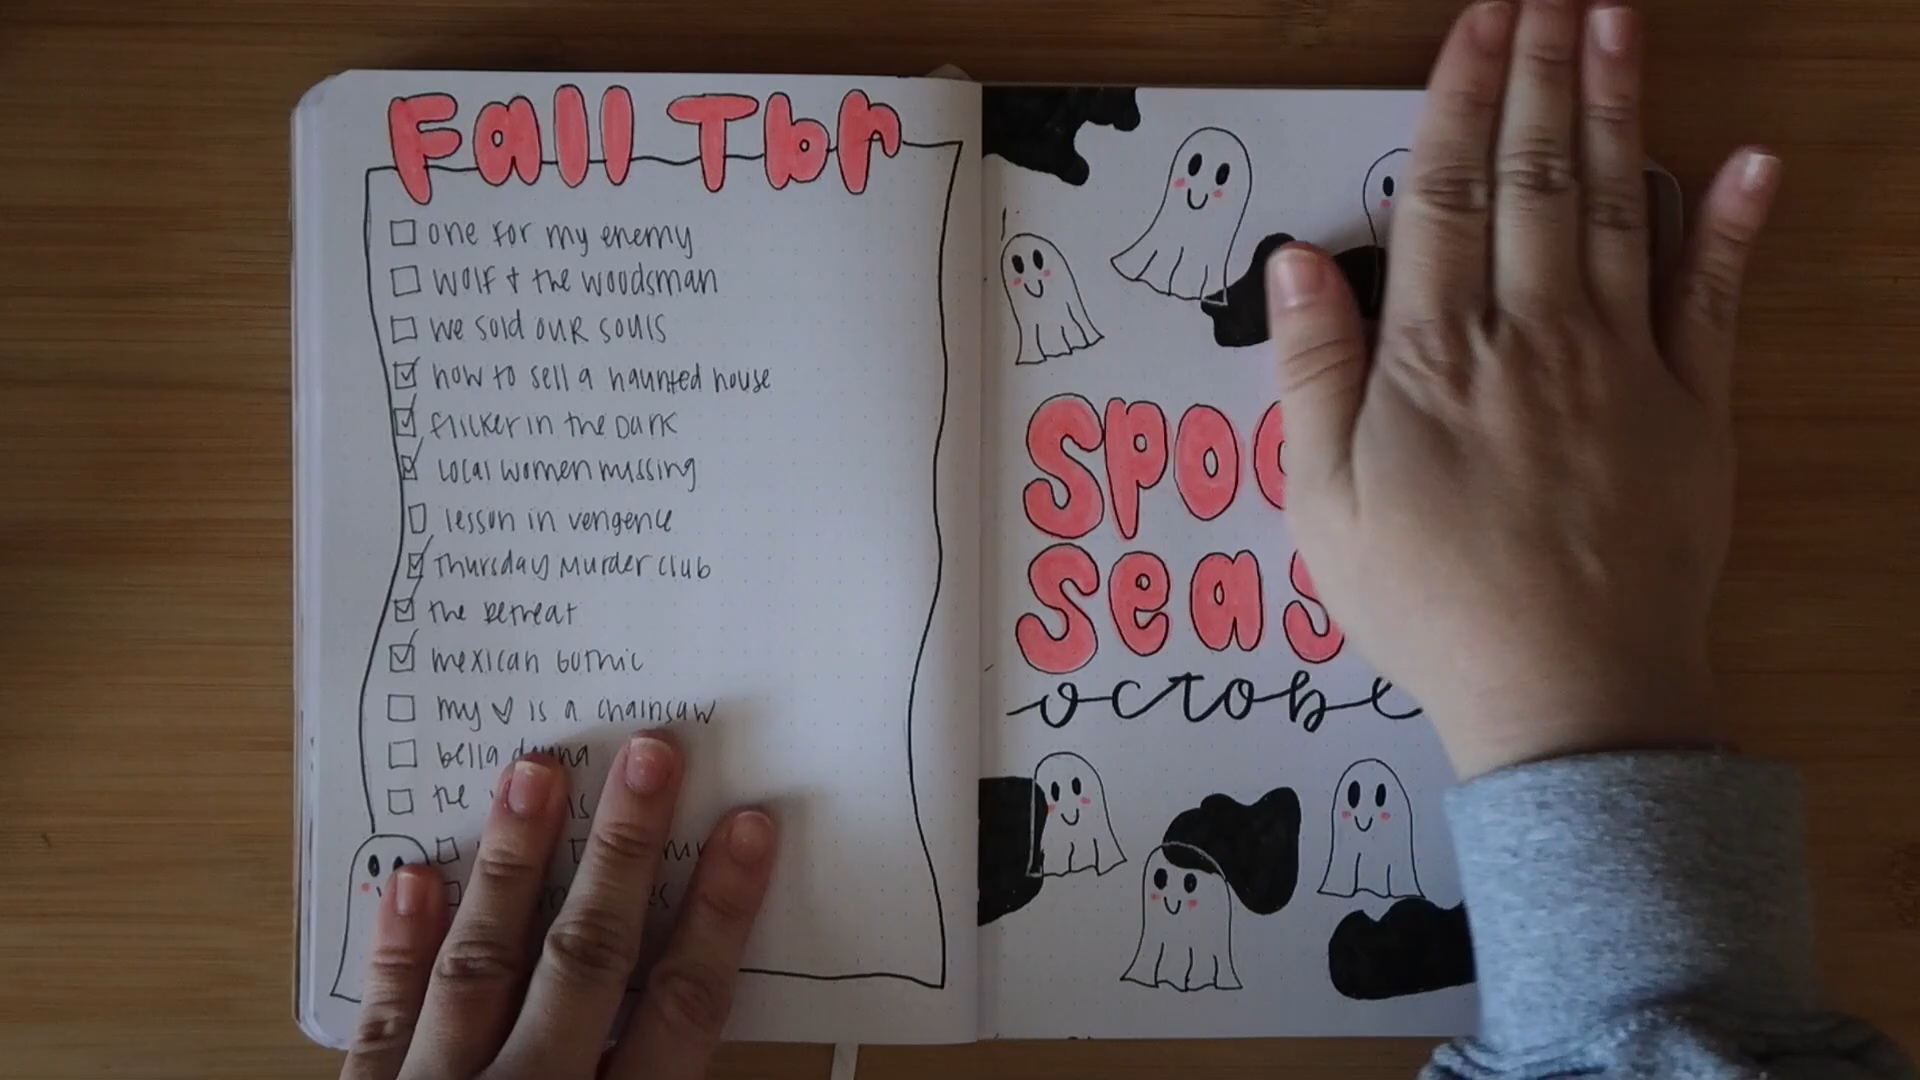 Fall Tbr
one for my enemy
wolf + the woodsman
we sold our souls
how to sell a haunted house
flicker in the dark
local women missing
lesson in vengence
Thursday Murder club
the retreat
mexican gothic
my ♡ is a chainsaw
bella
the
Spoo
Seas
octobe